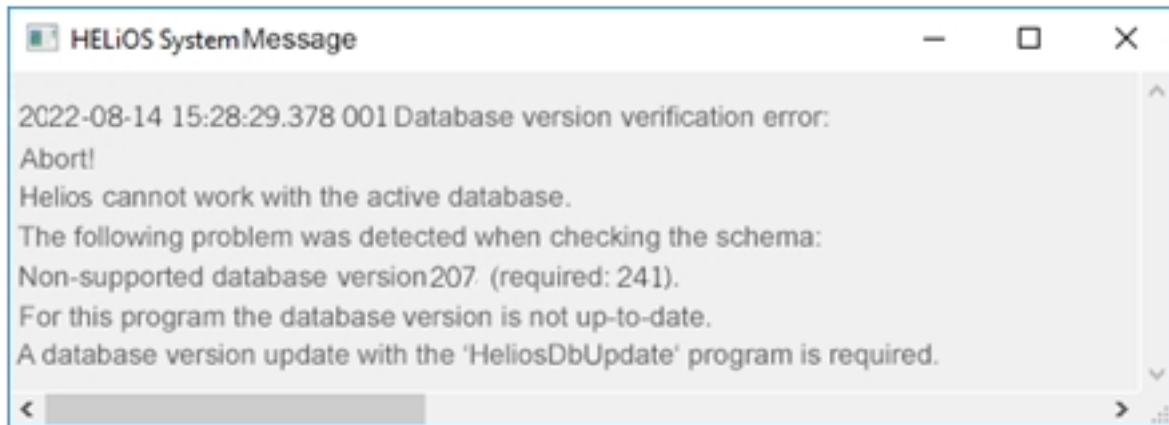 HELiOS System Message
2022-08-14 15:28:29.378 001 Database version verification error:
Abort!
Helios cannot work with the active database.
The following problem was detected when checking the schema:
Non-supported database version 207 (required: 241).
For this program the database version is not up-to-date.
A database version update with the 'HeliosDbUpdate' program is required.